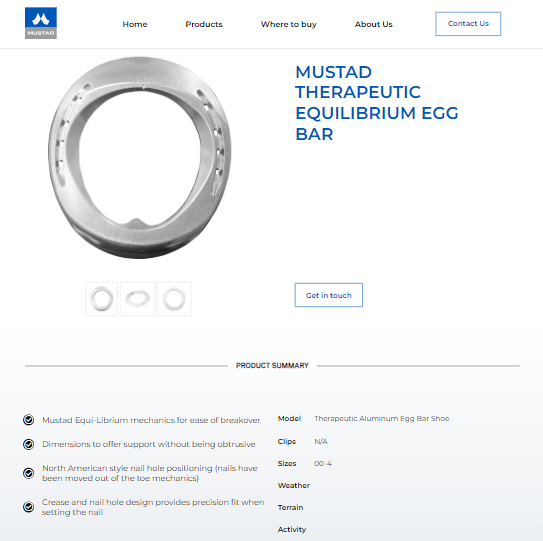 MUSTAD
Home
Products
Where to buy
About Us
Contact Us
MUSTAD
THERAPEUTIC
EQUILIBRIUM EGG
BAR
Get in touch
PRODUCT SUMMARY
Mustad Equi-Librium mechanics for ease of breakover
Dimensions to offer support without being obtrusive
North American style nail hole positioning (nails have
been moved out of the toe mechanics)
Crease and nail hole design provides precision fit when
setting the nail
Model Therapeutic Aluminum Egg Bar Shoe
Clips N/A
Sizes 00-4
Weather
Terrain
Activity